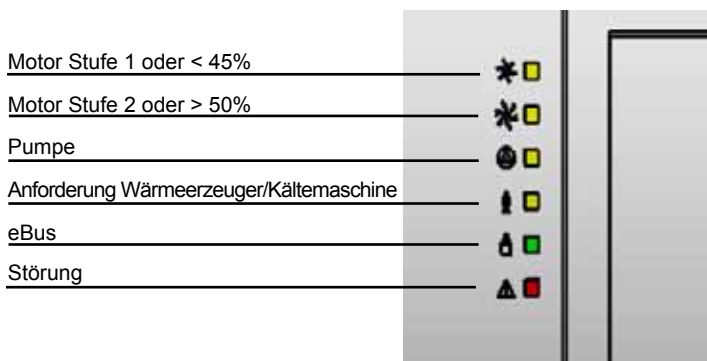 Motor Stufe 1 oder < 45%
Motor Stufe 2 oder > 50%
Pumpe
Anforderung Wärmeerzeuger/Kältemaschine
eBus
Störung